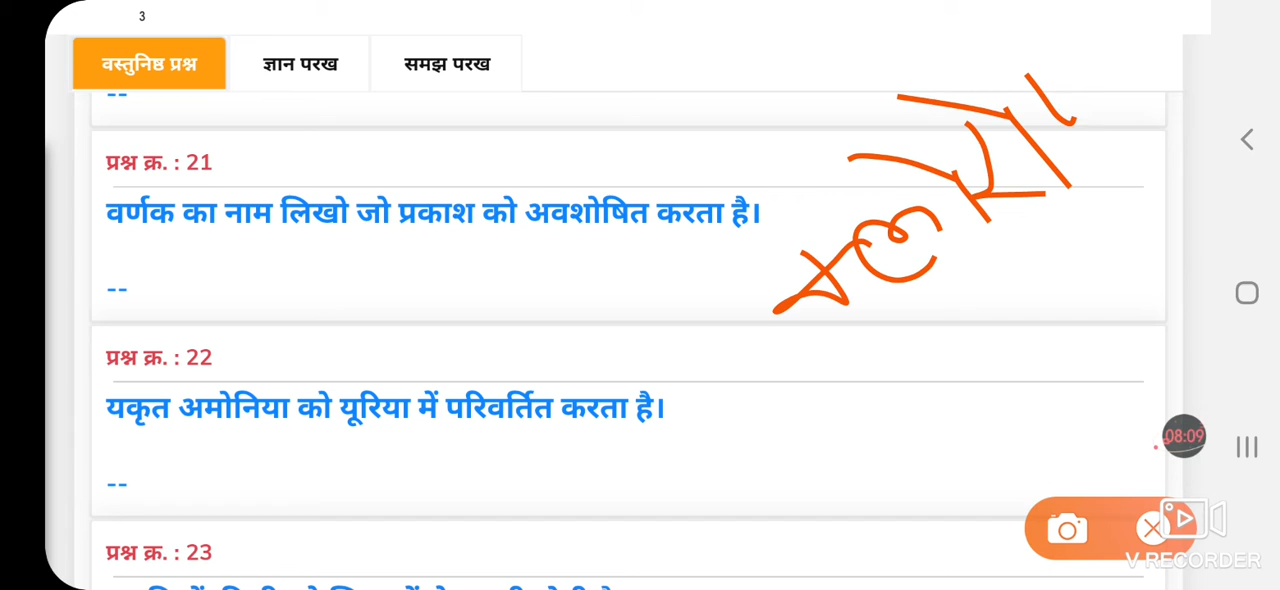 3
वस्तुनिष्ठ प्रश्न ज्ञान परख समझ परख
--
प्रश्न क्र. : 21
वर्णक का नाम लिखो जो प्रकाश को अवशोषित करता है।
--
प्रश्न क्र. : 22
यकृत अमोनिया को यूरिया में परिवर्तित करता है।
--
08:09
प्रश्न क्र. : 23
V RECORDER